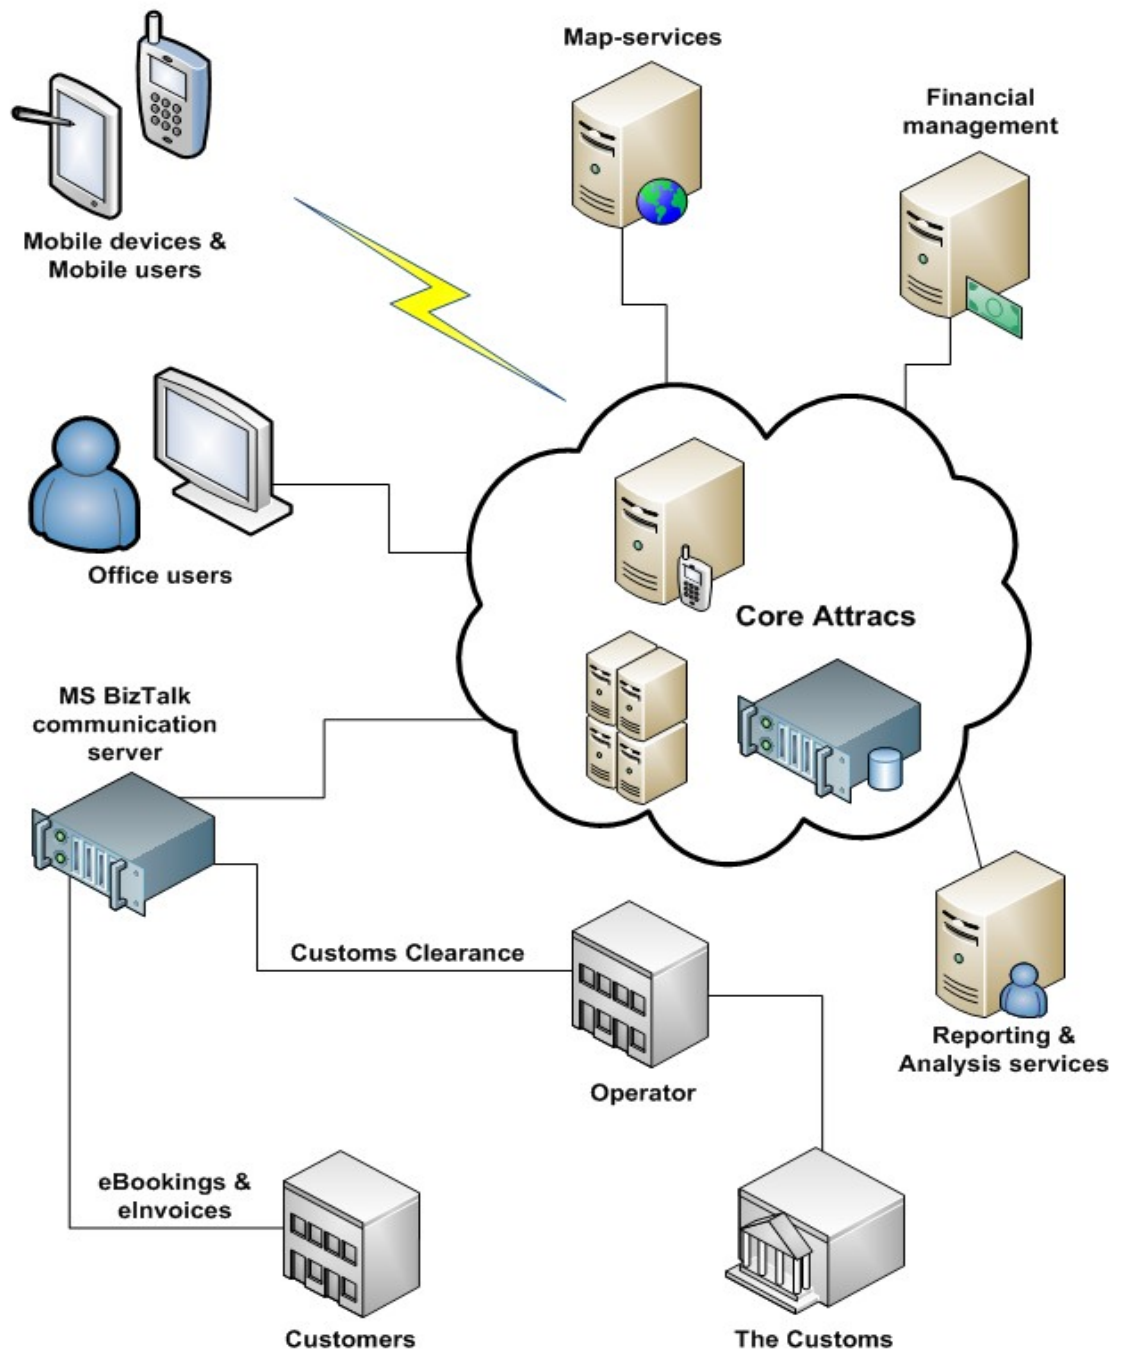 Map-services
Financial
management
Mobile devices &
Mobile users
Office users
Core Attracs
MS BizTalk
communication
server
Customs Clearance
Reporting &
Analysis services
Operator
eBookings &
eInvoices
Customers
The Customs